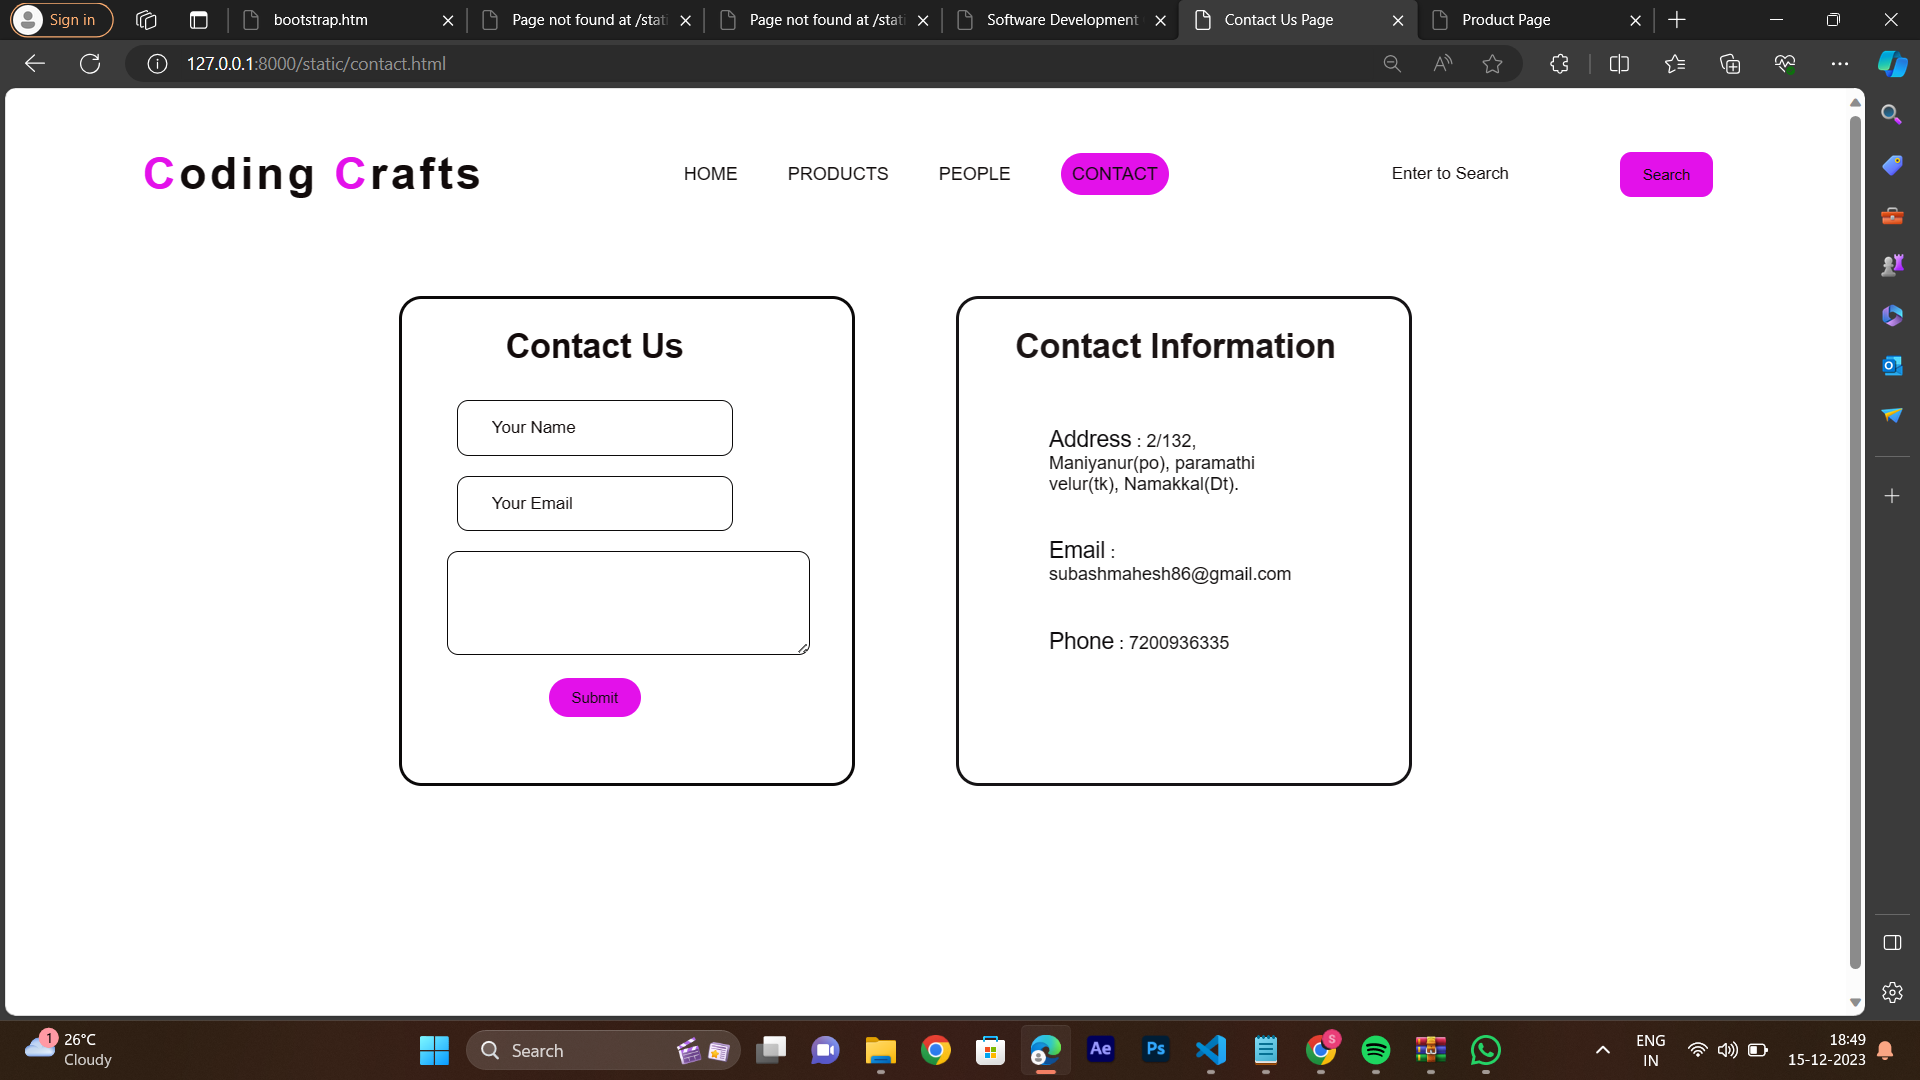 Sign in
bootstrap.htm
Page not found at /stati
Page not found at /stati
Software Development
Contact Us Page
Product Page
127.0.0.1:8000/static/contact.html
Coding Crafts
HOME
PRODUCTS
PEOPLE
CONTACT
Enter to Search
Search
Contact Us
Your Name
Your Email
Submit
Contact Information
Address : 2/132,
Maniyanur(po), paramathi
velur(tk), Namakkal(Dt).
Email :
subashmahesh86@gmail.com
Phone : 7200936335
1
26°C
Cloudy
Search
Ae
Ps
S
ENG
IN
18:49
15-12-2023